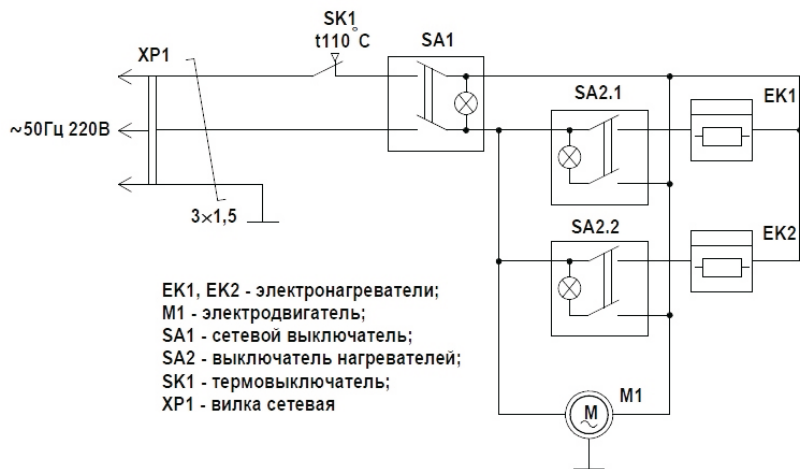 SK1
t110°C
SA1
XP1
EK1
SA2.1
~50Гц 220В
3×1,5
SA2.2
EK2
EK1, EK2 - электронагреватели;
M1 - электродвигатель;
SA1 - сетевой выключатель;
SA2 - выключатель нагревателей;
SK1 - термовыключатель;
XP1 - вилка сетевая
M1
M
~